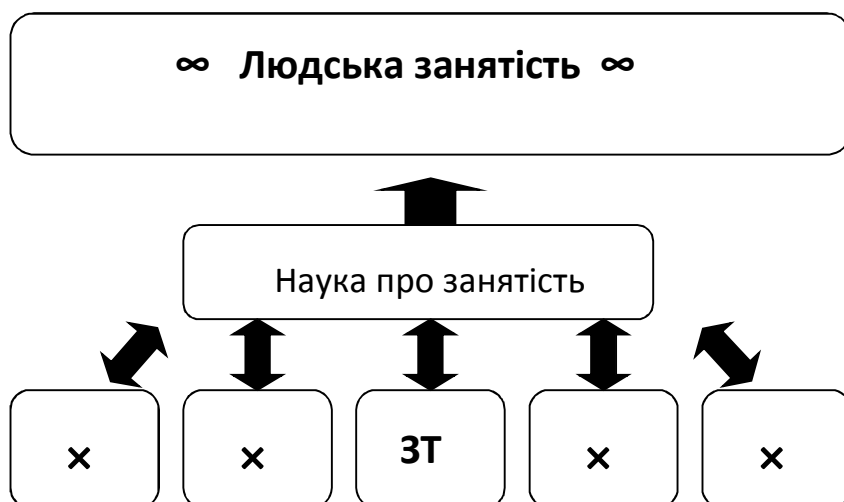 ∞ Людська занятість ∞
Наука про занятість
× × ЗТ × ×